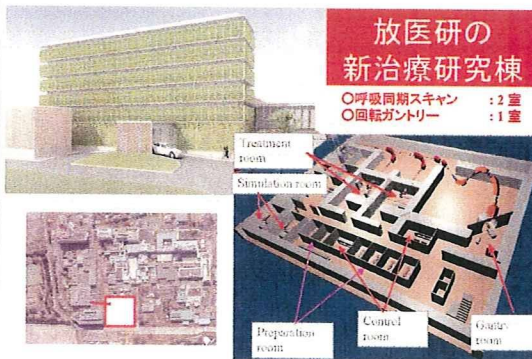 放医研の
新治療研究棟
○呼吸同期スキャン :2室
○回転ガントリー :1室
Treatment
room
Simulation room
Preparation
room
Control
room
Gantry
room